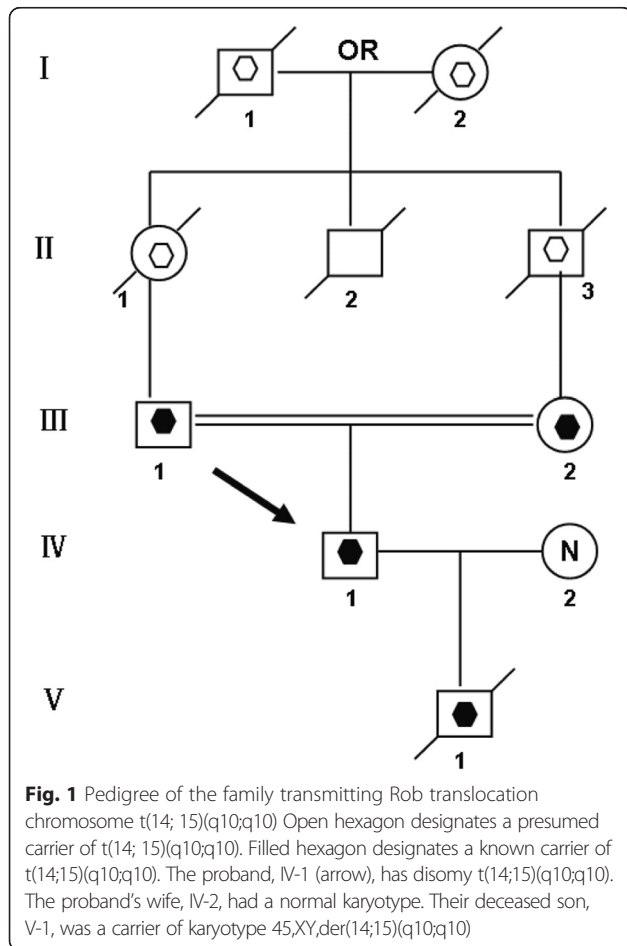 I
OR
1
2
II
1
2
3
III
1
2
IV
N
1
2
V
1
Fig. 1 Pedigree of the family transmitting Rob translocation
chromosome t(14; 15)(q10;q10) Open hexagon designates a presumed
carrier of t(14; 15)(q10;q10). Filled hexagon designates a known carrier of
t(14;15)(q10;q10). The proband, IV-1 (arrow), has disomy t(14;15)(q10;q10).
The proband's wife, IV-2, had a normal karyotype. Their deceased son,
V-1, was a carrier of karyotype 45,XY,der(14;15)(q10;q10)